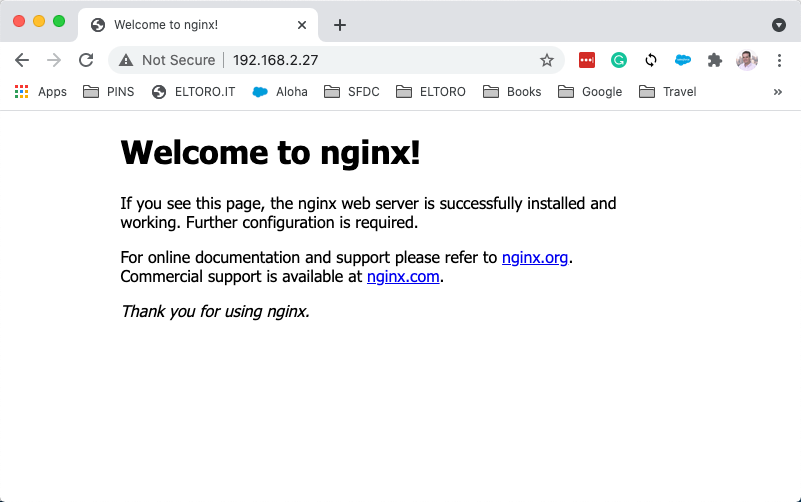 Welcome to nginx!
Not Secure 192.168.2.27
Apps PINS ELTORO.IT Aloha SFDC ELTORO Books Google Travel »
Welcome to nginx!
If you see this page, the nginx web server is successfully installed and
working. Further configuration is required.
For online documentation and support please refer to nginx.org.
Commercial support is available at nginx.com.
Thank you for using nginx.